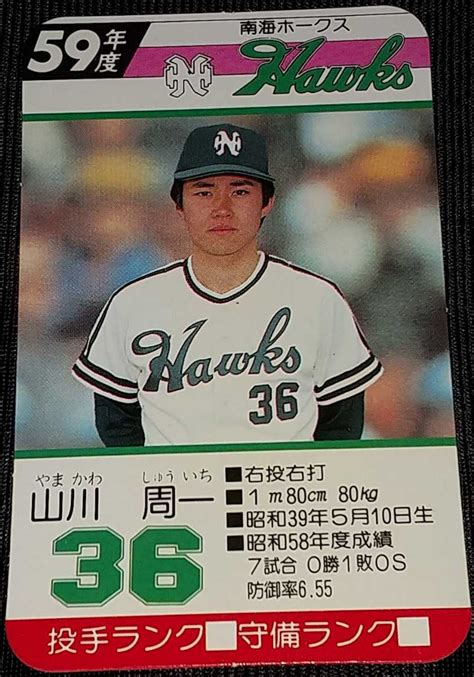 59年度
南海ホークス
NH
Hawks
N
Hawks
36
やま かわ
しゅう いち
山川 周一
36
■右投右打
■1m80cm 80kg
■昭和39年5月10日生
■昭和58年度成績
7試合 0勝1敗0S
防御率6.55
投手ランク□守備ランク□